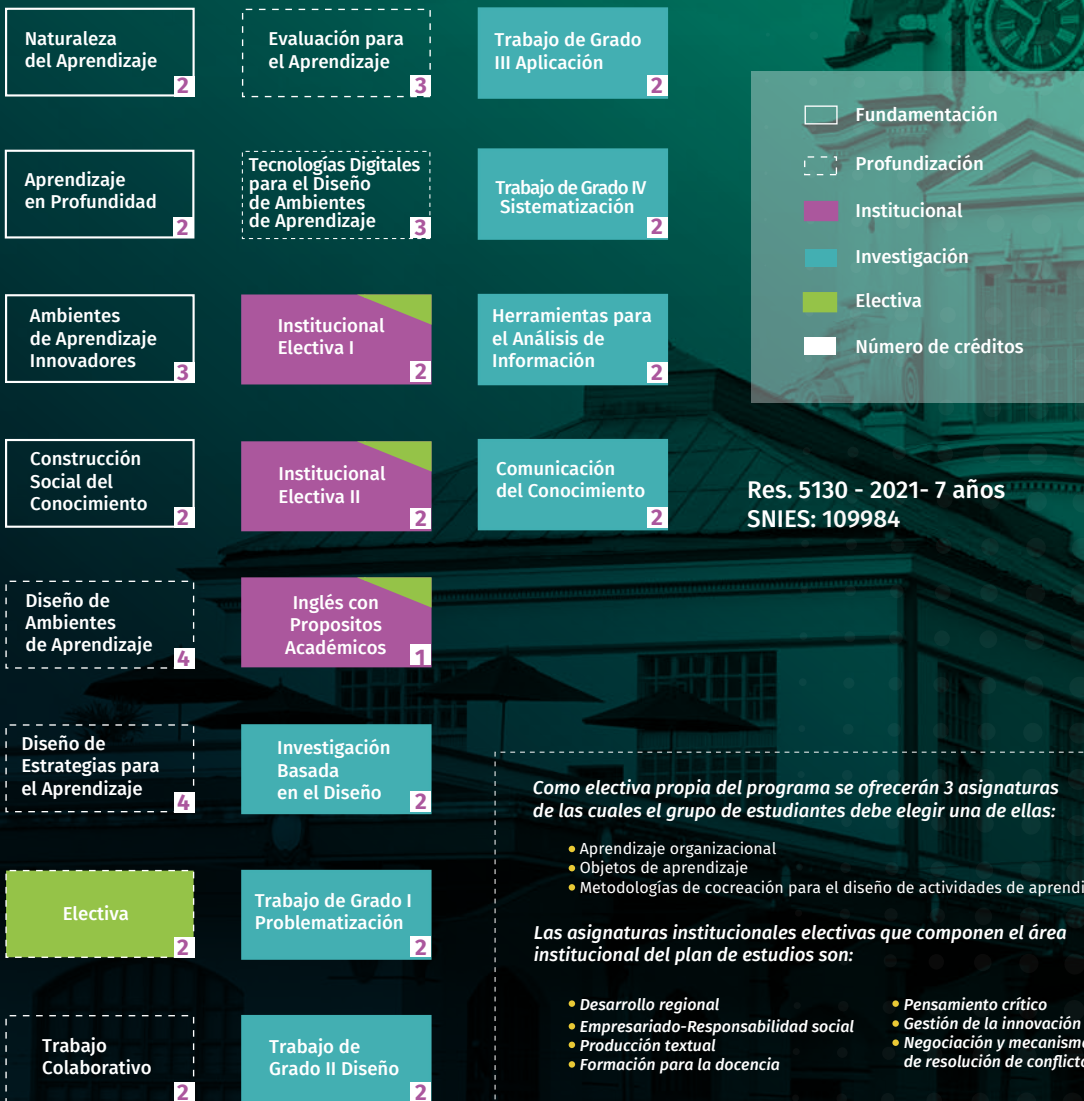 Naturaleza
del Aprendizaje
2
Aprendizaje
en Profundidad
2
Ambientes
de Aprendizaje
Innovadores
3
Construcción
Social del
Conocimiento
2
Diseño de
Ambientes
de Aprendizaje
4
Diseño de
Estrategias para
el Aprendizaje
4
Electiva
2
Trabajo
Colaborativo
2
Evaluación para
el Aprendizaje
3
Tecnologías Digitales
para el Diseño
de Ambientes
de Aprendizaje
3
Institucional
Electiva I
2
Institucional
Electiva II
2
Inglés con
Propositos
Académicos
1
Investigación
Basada
en el Diseño
2
Trabajo de Grado I
Problematización
2
Trabajo de
Grado II Diseño
2
Trabajo de Grado
III Aplicación
2
Trabajo de Grado IV
Sistematización
2
Herramientas para
el Análisis de
Información
2
Comunicación
del Conocimiento
2
Fundamentación
Profundización
Institucional
Investigación
Electiva
Número de créditos
Res. 5130 - 2021- 7 años
SNIES: 109984
Como electiva propia del programa se ofrecerán 3 asignaturas
de las cuales el grupo de estudiantes debe elegir una de ellas:
• Aprendizaje organizacional
• Objetos de aprendizaje
• Metodologías de cocreación para el diseño de actividades de
Las asignaturas institucionales electivas que componen el área
institucional del plan de estudios son:
• Desarrollo regional
• Empresariado-Responsabilidad social
• Producción textual
• Formación para la docencia
• Pensamiento crítico
• Gestión de la innovación
• Negociación y
de resolución de